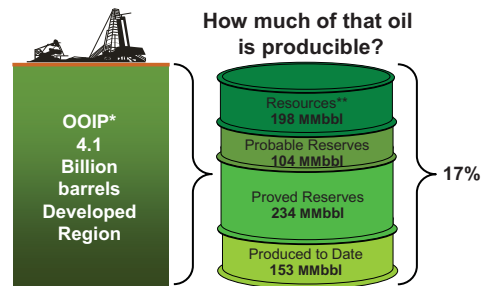 How much of that oil
is producible?
OOIP*
4.1
Billion
barrels
Developed
Region
Resources**
198 MMbbl
Probable Reserves
104 MMbbl
Proved Reserves
234 MMbbl
Produced to Date
153 MMbbl
17%